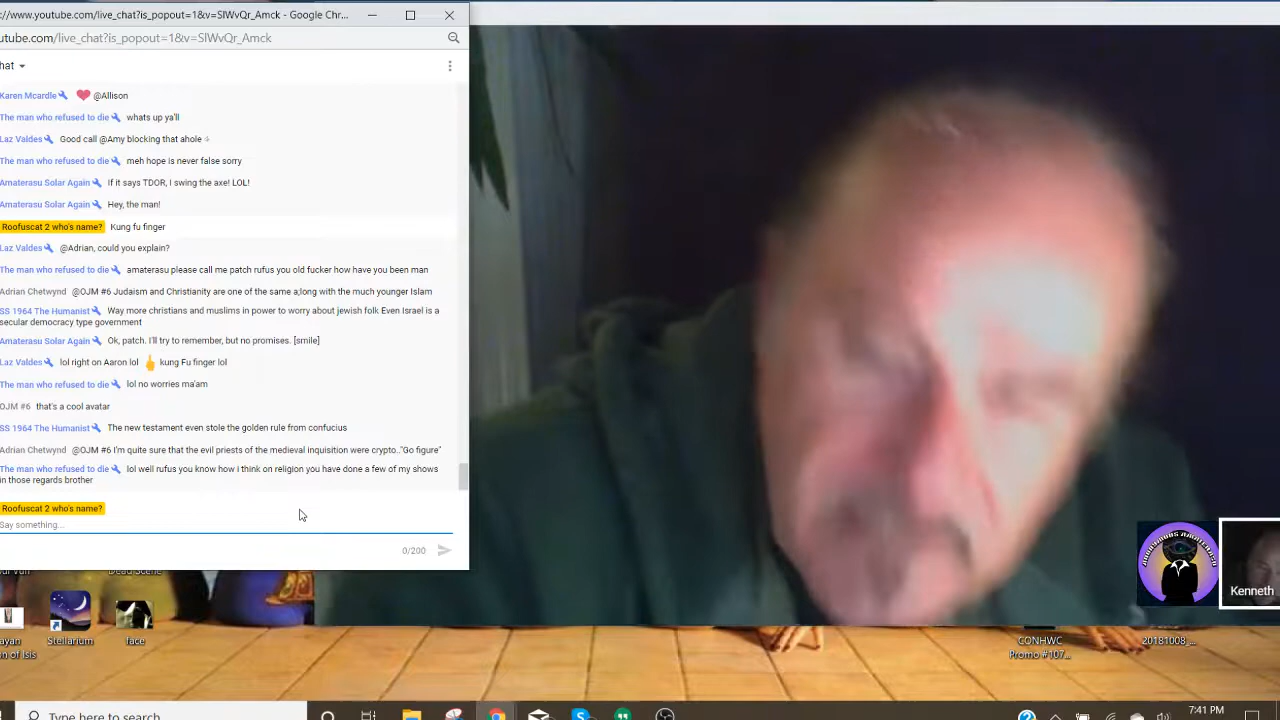 ://www.youtube.com/live_chat?is_popout=1&v=SlWvQr_Amck - Google Chr...
utube.com/live_chat?is_popout=1&v=SlWvQr_Amck
hat
Karen Mcardle @Allison
The man who refused to die whats up ya'll
Laz Valdes Good call @Amy blocking that ahole
The man who refused to die meh hope is never false sorry
Amaterasu Solar Again If it says TDOR, I swing the axe! LOL!
Amaterasu Solar Again Hey, the man!
Roofuscat 2 who's name? Kung fu finger
Laz Valdes @Adrian, could you explain?
The man who refused to die amaterasu please call me patch rufus you old fucker how have you been man
Adrian Chetwynd @OJM #6 Judaism and Christianity are one of the same a;long with the much younger Islam
SS 1964 The Humanist Way more christians and muslims in power to worry about jewish folk Even Israel is a
secular democracy type government
Amaterasu Solar Again Ok, patch. I'll try to remember, but no promises. [smile]
Laz Valdes lol right on Aaron lol 🖕 kung Fu finger lol
The man who refused to die lol no worries ma'am
OJM #6 that's a cool avatar
SS 1964 The Humanist The new testament even stole the golden rule from confucius
Adrian Chetwynd @OJM #6 I'm quite sure that the evil priests of the medieval inquisition were crypto.."Go figure"
The man who refused to die lol well rufus you know how i think on religion you have done a few of my shows
in those regards brother
Roofuscat 2 who's name?
Say something...
0/200
Kenneth
Dead Scene
ayan
on of Isis
Stellarium
face
CONHWC
Promo #107...
20181008_...
Type here to search
7:41 PM